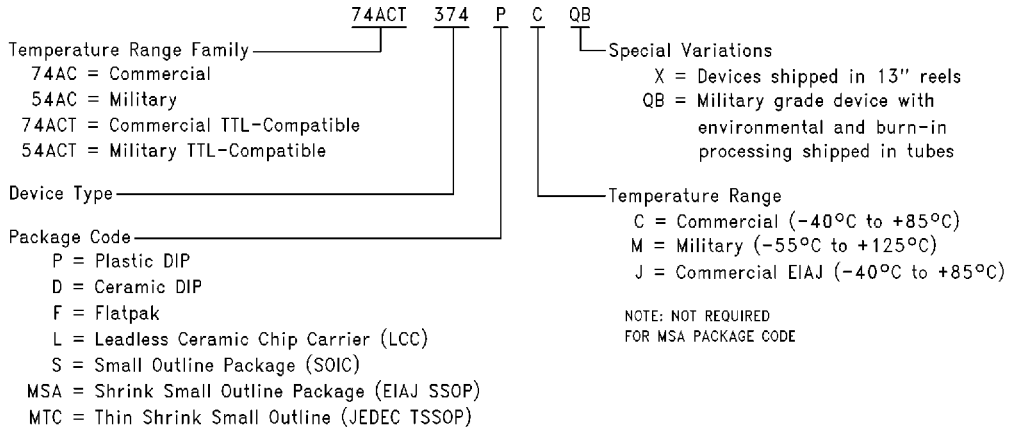 74ACT 374 P C QB
Temperature Range Family
74AC = Commercial
54AC = Military
74ACT = Commercial TTL-Compatible
54ACT = Military TTL-Compatible
Device Type
Package Code
P = Plastic DIP
D = Ceramic DIP
F = Flatpak
L = Leadless Ceramic Chip Carrier (LCC)
S = Small Outline Package (SOIC)
MSA = Shrink Small Outline Package (EIAJ SSOP)
MTC = Thin Shrink Small Outline (JEDEC TSSOP)
Special Variations
X = Devices shipped in 13" reels
QB = Military grade device with
environmental and burn-in
processing shipped in tubes
Temperature Range
C = Commercial (-40°C to +85°C)
M = Military (-55°C to +125°C)
J = Commercial EIAJ (-40°C to +85°C)
NOTE: NOT REQUIRED
FOR MSA PACKAGE CODE